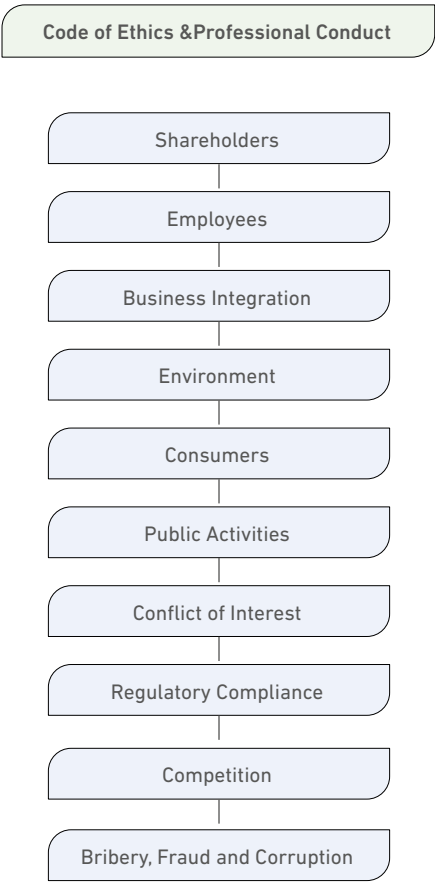 Code of Ethics &Professional Conduct
Shareholders
Employees
Business Integration
Environment
Consumers
Public Activities
Conflict of Interest
Regulatory Compliance
Competition
Bribery, Fraud and Corruption